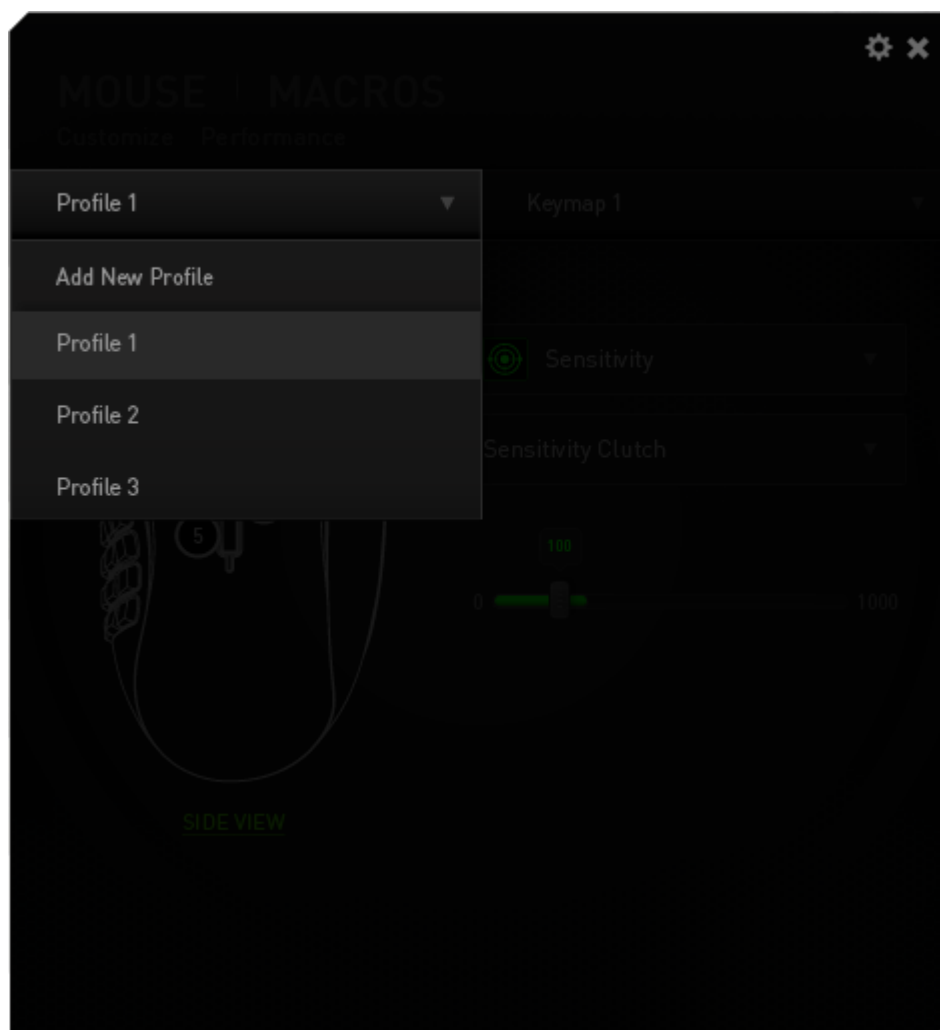 MOUSE | MACROS
Customize Performance
Profile 1
Keymap 1
Add New Profile
Profile 1
Profile 2
Profile 3
Sensitivity
Sensitivity Clutch
5
100
0
1000
SIDE VIEW